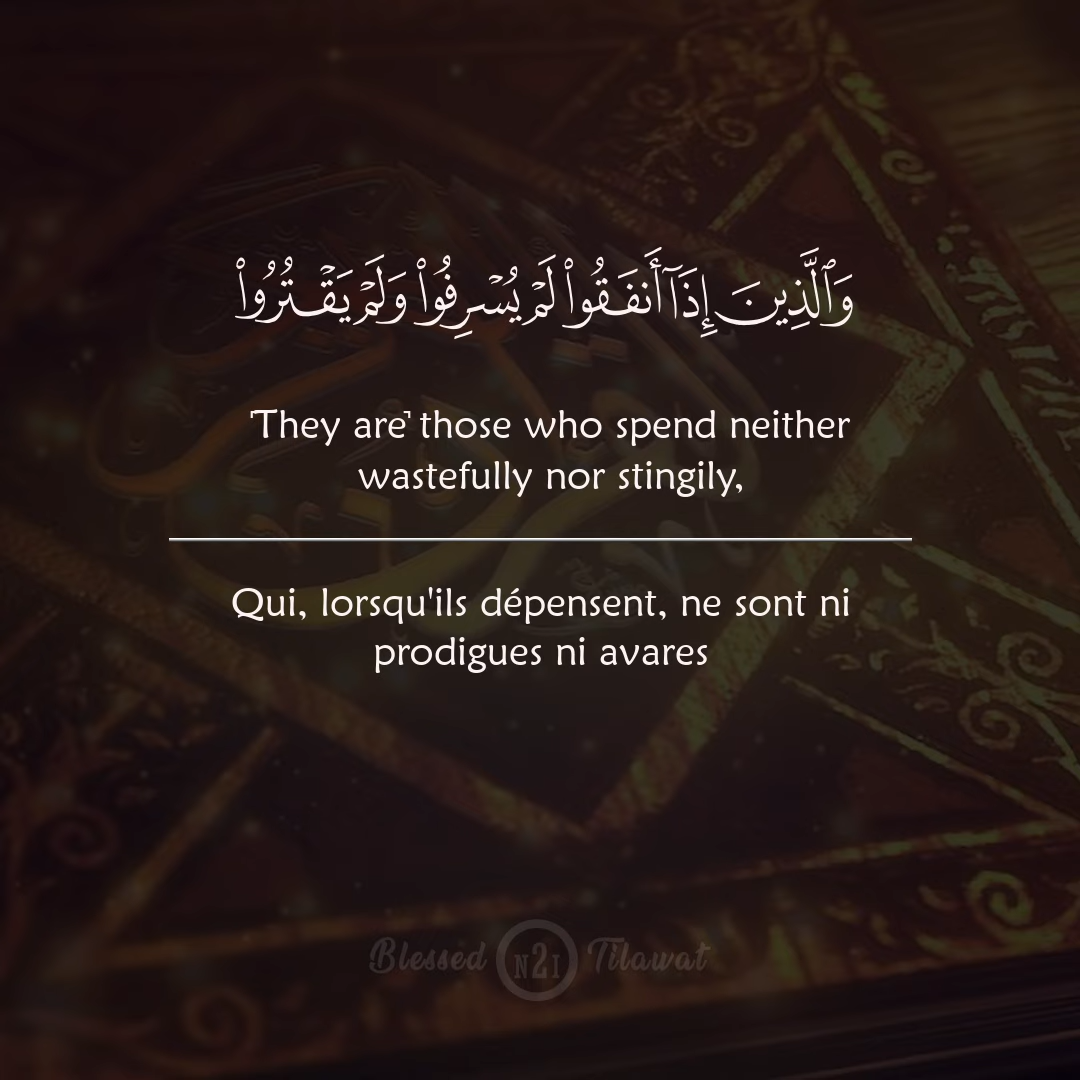 وَٱلَّذِينَ إِذَآ أَنفَقُوا۟ لَمْ يُسْرِفُوا۟ وَلَمْ يَقْتُرُوا۟
˹They are˺ those who spend neither
wastefully nor stingily,
Qui, lorsqu'ils dépensent, ne sont ni
prodigues ni avares
Blessed N2I Tilawat